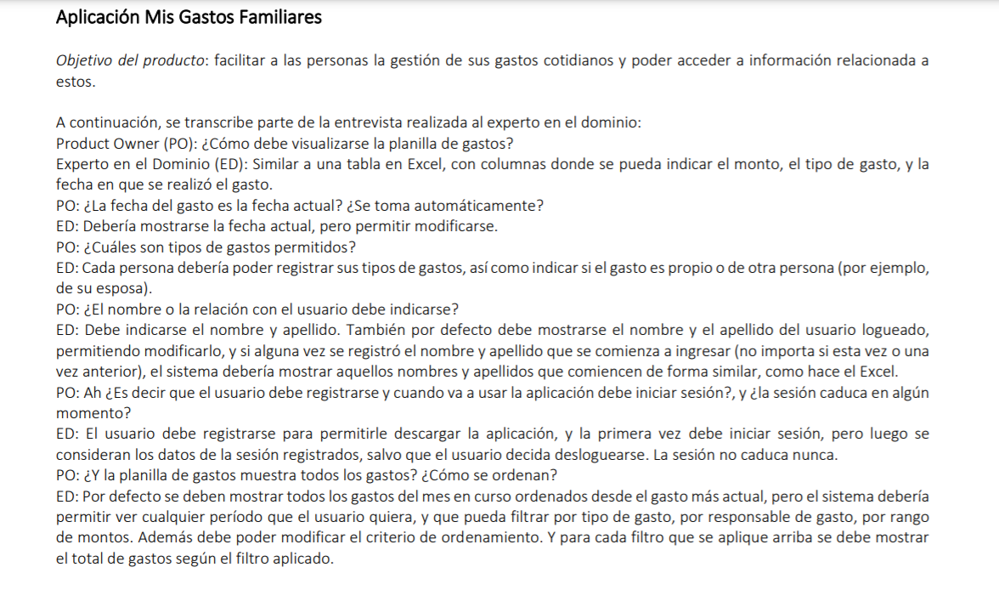 Aplicación Mis Gastos Familiares
Objetivo del producto: facilitar a las personas la gestión de sus gastos cotidianos y poder acceder a información relacionada a
estos.
A continuación, se transcribe parte de la entrevista realizada al experto en el dominio:
Product Owner (PO): ¿Cómo debe visualizarse la planilla de gastos?
Experto en el Dominio (ED): Similar a una tabla en Excel, con columnas donde se pueda indicar el monto, el tipo de gasto, y la
fecha en que se realizó el gasto.
PO: ¿La fecha del gasto es la fecha actual? ¿Se toma automáticamente?
ED: Debería mostrarse la fecha actual, pero permitir modificarse.
PO: ¿Cuáles son tipos de gastos permitidos?
ED: Cada persona debería poder registrar sus tipos de gastos, así como indicar si el gasto es propio o de otra persona (por ejemplo,
de su esposa).
PO: ¿El nombre o la relación con el usuario debe indicarse?
ED: Debe indicarse el nombre y apellido. También por defecto debe mostrarse el nombre y el apellido del usuario logueado,
permitiendo modificarlo, y si alguna vez se registró el nombre y apellido que se comienza a ingresar (no importa si esta vez o una
vez anterior), el sistema debería mostrar aquellos nombres y apellidos que comiencen de forma similar, como hace el Excel.
PO: Ah ¿Es decir que el usuario debe registrarse y cuando va a usar la aplicación debe iniciar sesión?, y ¿la sesión caduca en algún
momento?
ED: El usuario debe registrarse para permitirle descargar la aplicación, y la primera vez debe iniciar sesión, pero luego se
consideran los datos de la sesión registrados, salvo que el usuario decida desloguearse. La sesión no caduca nunca.
PO: ¿Y la planilla de gastos muestra todos los gastos? ¿Cómo se ordenan?
ED: Por defecto se deben mostrar todos los gastos del mes en curso ordenados desde el gasto más actual, pero el sistema debería
permitir ver cualquier período que el usuario quiera, y que pueda filtrar por tipo de gasto, por responsable de gasto, por rango
de montos. Además debe poder modificar el criterio de ordenamiento. Y para cada filtro que se aplique arriba se debe mostrar
el total de gastos según el filtro aplicado.